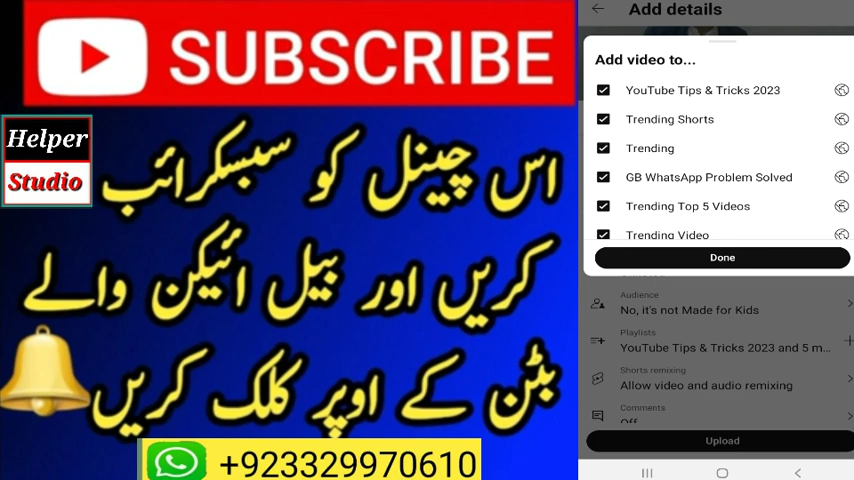 SUBSCRIBE
Helper
Studio
اس چینل کو سبسکرائب
کریں اور بیل ائیکن والے
بٹن کے اوپر کلک کریں
+923329970610
Add details
Add video to...
YouTube Tips & Tricks 2023
Trending Shorts
Trending
GB WhatsApp Problem Solved
Trending Top 5 Videos
Trending Video
Done
Audience
No, it's not Made for Kids
Playlists
YouTube Tips & Tricks 2023 and 5 m...
Shorts remixing
Allow video and audio remixing
Comments
Off
Upload